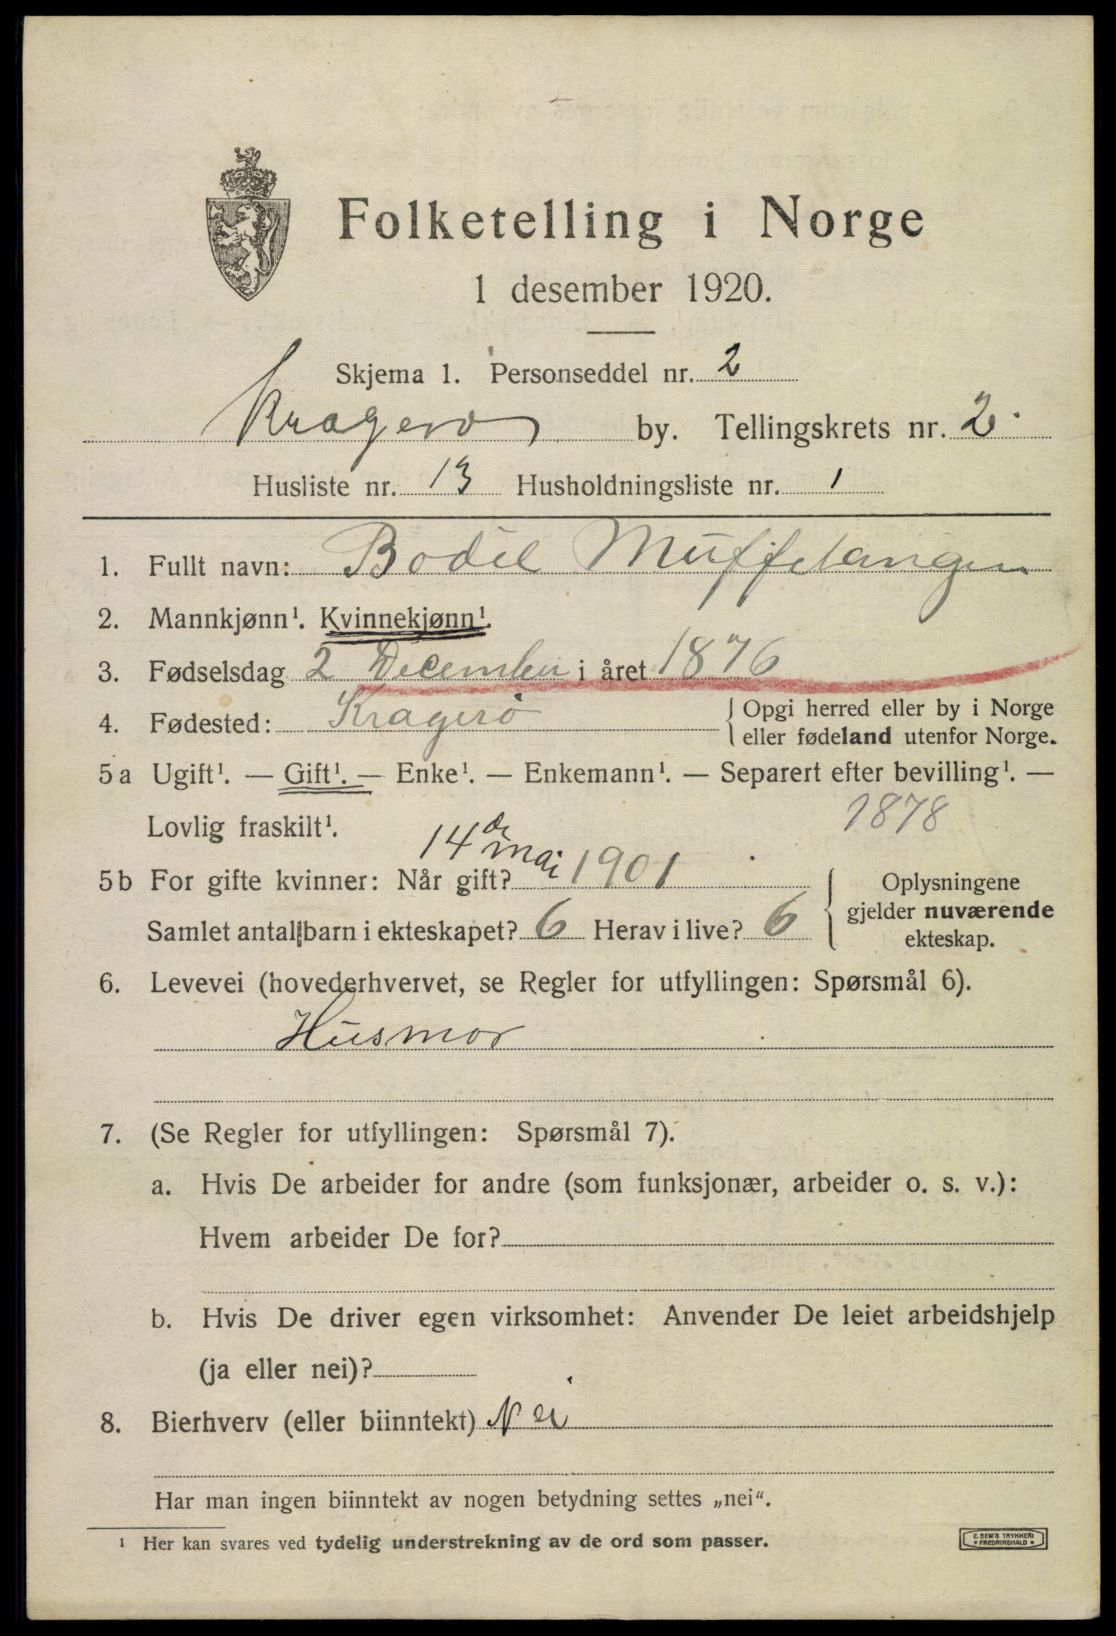 Folketelling i Norge
1 desember 1920.
Skjema 1. Personseddel nr. 2
Kragerø by. Tellingskrets nr. 2.
Husliste nr. 13 Husholdningsliste nr. 1
1. Fullt navn: Bodil Muffetangen
2. Mannkjønn¹. Kvinnekjønn¹.
3. Fødselsdag 2 December i året 1876
4. Fødested: Kragerø { Opgi herred eller by i Norge
eller fødeland utenfor Norge.
5 a Ugift¹. — Gift¹. — Enke¹. — Enkemann¹. — Separert efter bevilling¹. —
Lovlig fraskilt¹. 1878
5 b For gifte kvinner: Når gift? 14de mai 1901 { Oplysningene
gjelder nuværende
ekteskap.
Samlet antal barn i ekteskapet? 6 Herav i live? 6
6. Levevei (hovederhvervet, se Regler for utfyllingen: Spørsmål 6).
Husmor
7. (Se Regler for utfyllingen: Spørsmål 7).
a. Hvis De arbeider for andre (som funksjonær, arbeider o. s. v.):
Hvem arbeider De for?
b. Hvis De driver egen virksomhet: Anvender De leiet arbeidshjelp
(ja eller nei)?
8. Bierhverv (eller biinntekt) Nei
Har man ingen biinntekt av nogen betydning settes „nei“.
¹ Her kan svares ved tydelig understrekning av de ord som passer.
E. SEM'S TRYKKERI
* FREDRIKSHALD *